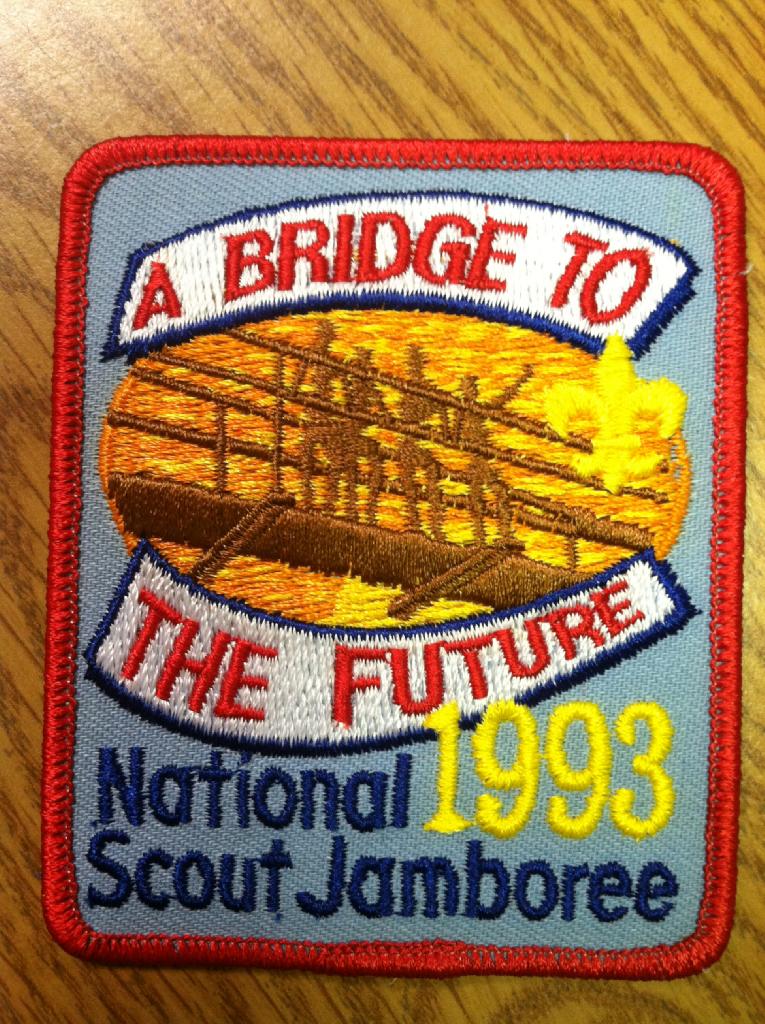 A BRIDGE TO
THE FUTURE
National 1993
Scout Jamboree